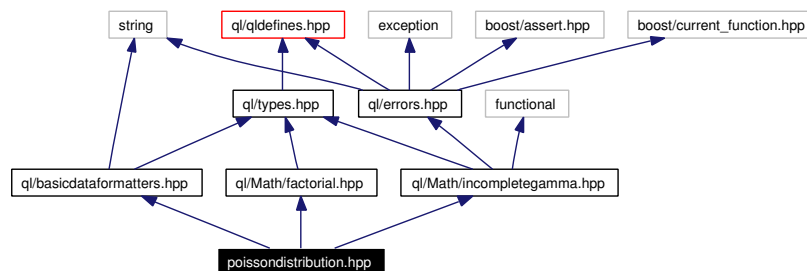 string
ql/qldefines.hpp
exception
boost/assert.hpp
boost/current_function.hpp
ql/types.hpp
ql/errors.hpp
functional
ql/basicdataformatters.hpp
ql/Math/factorial.hpp
ql/Math/incompletegamma.hpp
poissondistribution.hpp